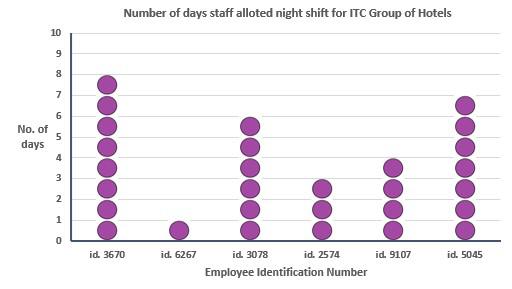 Number of days staff alloted night shift for ITC Group of Hotels
10
9
8
7
6
5
4
3
2
1
0
No. of
days
id. 3670 id. 6267 id. 3078 id. 2574 id. 9107 id. 5045
Employee Identification Number